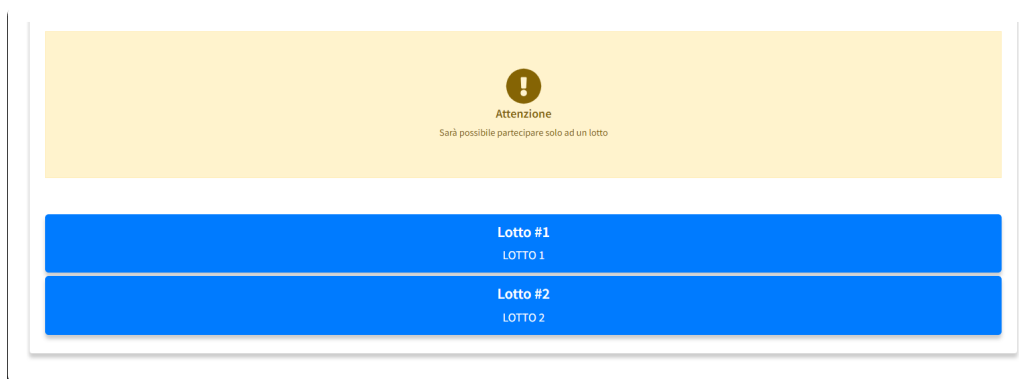 Attenzione
Sarà possibile partecipare solo ad un lotto
Lotto #1
LOTTO 1
Lotto #2
LOTTO 2